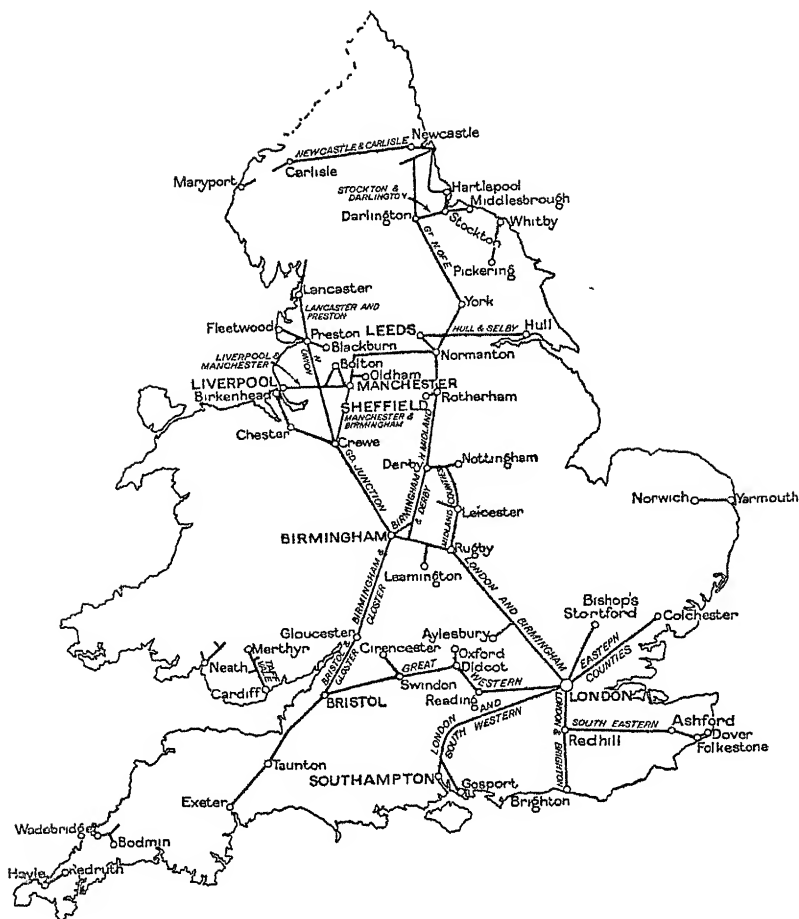 Newcastle
NEWCASTLE & CARLISLE
Carlisle
Maryport
Hartlepool
STOCKTON &
DARLINGTON
Middlesbrough
Darlington
Stockton
Whitby
GT N. OF E
Pickering
Lancaster
York
LANCASTER AND
PRESTON
Fleetwood
Preston
LEEDS
HULL & SELBY
Hull
Blackburn
N
UNION
Normanton
LIVERPOOL &
MANCHESTER
Bolton
Oldham
LIVERPOOL
MANCHESTER
Birkenhead
SHEFFIELD
Rotherham
MANCHESTER &
BIRMINGHAM
Chester
Crewe
N MIDLAND
GD. JUNCTION
Derby
Nottingham
BIRMINGHAM
& DERBY
MIDLAND
COUNTIES
Leicester
Norwich
Yarmouth
BIRMINGHAM
Rugby
Leamington
BIRMINGHAM &
GLOSTER
LONDON AND BIRMINGHAM
Bishop's
Stortford
Colchester
Gloucester
Aylesbury
EASTERN
COUNTIES
Merthyr
Cirencester
Oxford
Didcot
Neath
TAFF
VALE
BRISTOL &
GLOSTER
GREAT
WESTERN
Cardiff
Swindon
Reading
LONDON
BRISTOL
AND
LONDON
SOUTH WESTERN
LONDON & BRIGHTON
SOUTH EASTERN
Ashford
Redhill
Dover
Folkestone
Taunton
SOUTHAMPTON
Gosport
Brighton
Exeter
Wadebridge
Bodmin
Hayle
Redruth